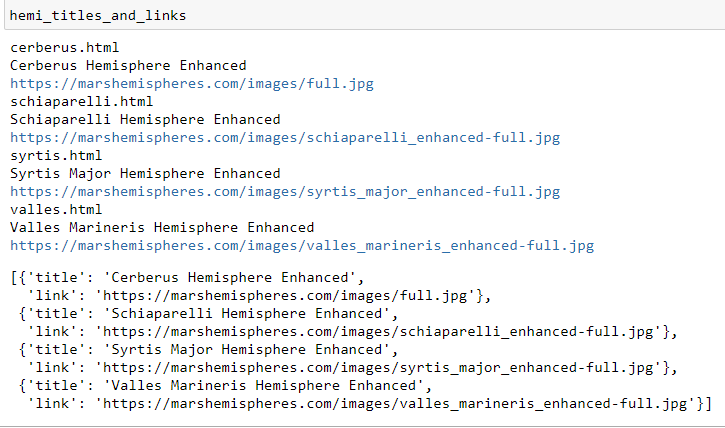 hemi_titles_and_links
cerberus.html
Cerberus Hemisphere Enhanced
https://marshemispheres.com/images/full.jpg
schiaparelli.html
Schiaparelli Hemisphere Enhanced
https://marshemispheres.com/images/schiaparelli_enhanced-full.jpg
syrtis.html
Syrtis Major Hemisphere Enhanced
https://marshemispheres.com/images/syrtis_major_enhanced-full.jpg
valles.html
Valles Marineris Hemisphere Enhanced
https://marshemispheres.com/images/valles_marineris_enhanced-full.jpg
[{'title': 'Cerberus Hemisphere Enhanced',
  'link': 'https://marshemispheres.com/images/full.jpg'},
 {'title': 'Schiaparelli Hemisphere Enhanced',
  'link': 'https://marshemispheres.com/images/schiaparelli_enhanced-full.jpg'},
 {'title': 'Syrtis Major Hemisphere Enhanced',
  'link': 'https://marshemispheres.com/images/syrtis_major_enhanced-full.jpg'},
 {'title': 'Valles Marineris Hemisphere Enhanced',
  'link': 'https://marshemispheres.com/images/valles_marineris_enhanced-full.jpg'}]